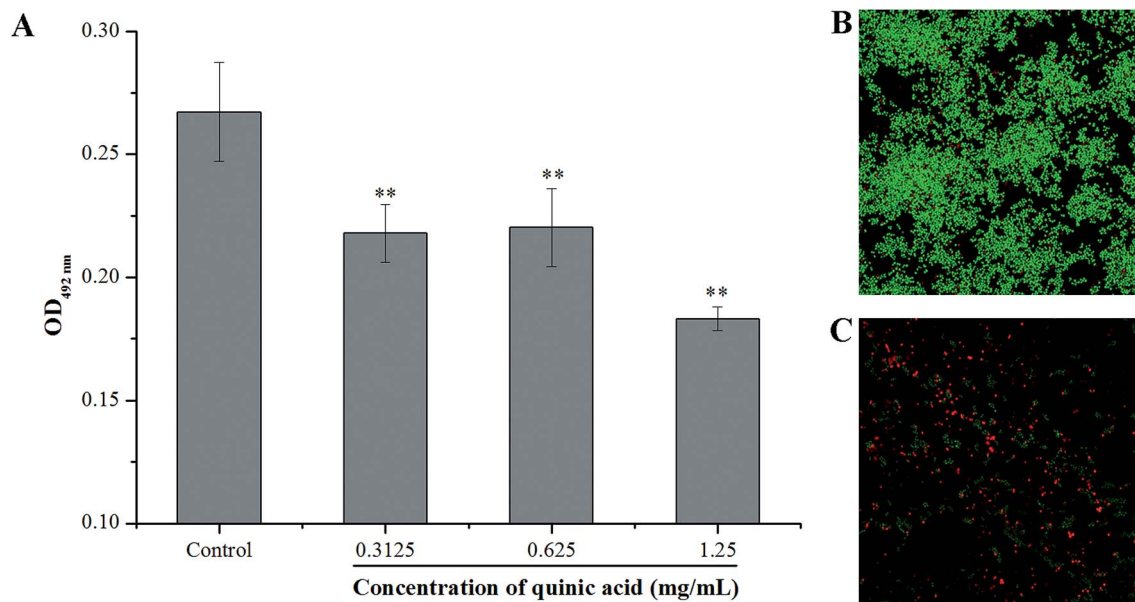 A
B
C
0.30
0.25
0.20
0.15
0.10
OD492 nm
**
**
**
Control
0.3125
0.625
1.25
Concentration of quinic acid (mg/mL)